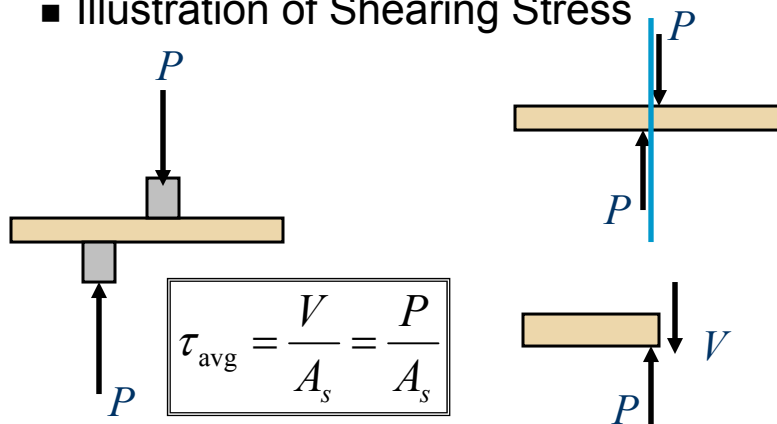 ■ Illustration of Shearing Stress
P
P
P
P
τavg = V/As = P/As
V
P